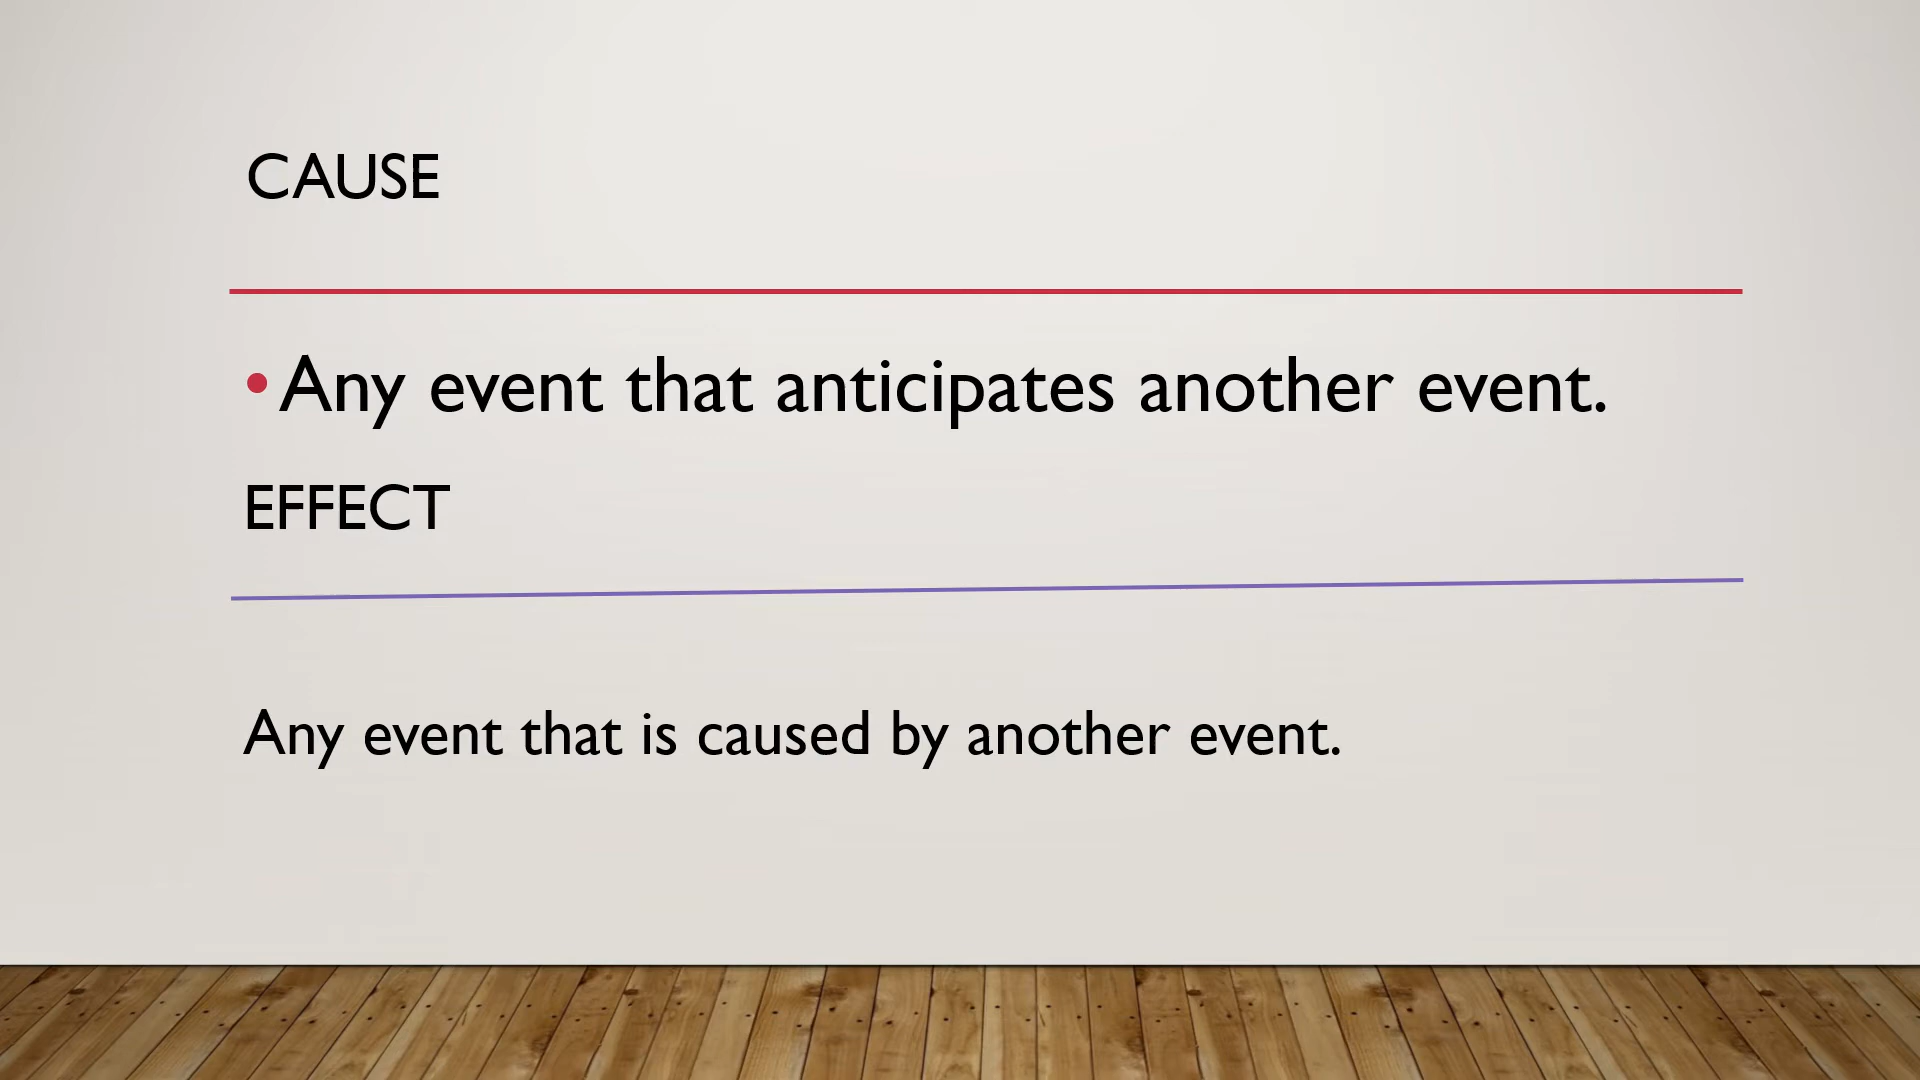 CAUSE
• Any event that anticipates another event.
EFFECT
Any event that is caused by another event.